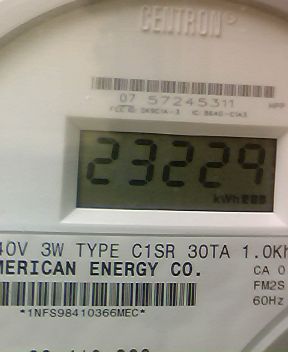 CENTRON®
07 57245311
23229
kWh
40V 3W TYPE C1SR 30TA 1.0Kh
MERICAN ENERGY CO.
CA 0
FM2S
60Hz
*1NFS98410366MEC*